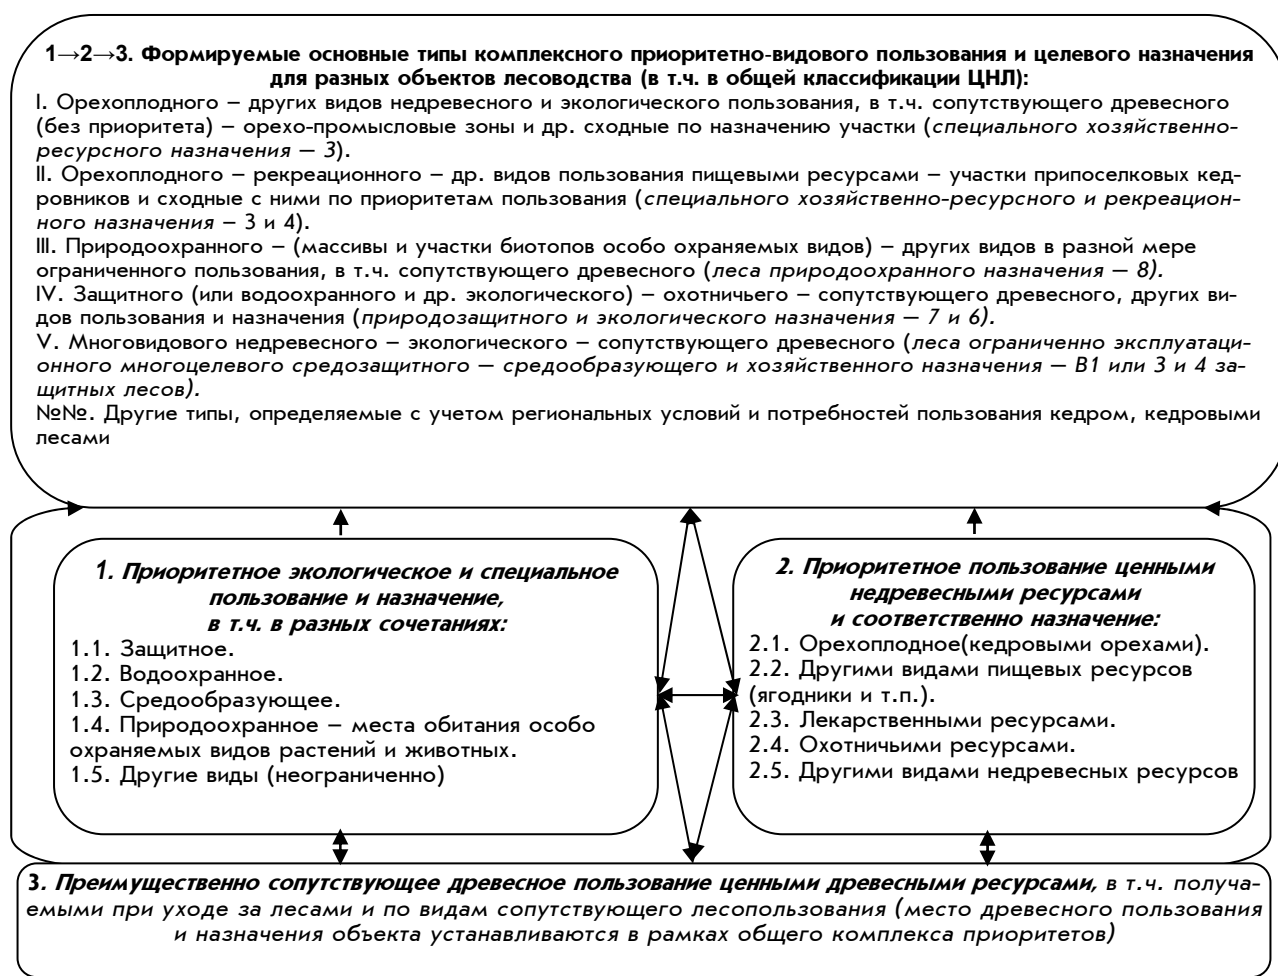 1→2→3. Формируемые основные типы комплексного приоритетно-видового пользования и целевого назначения
для разных объектов лесоводства (в т.ч. в общей классификации ЦНЛ):
I. Орехоплодного – других видов недревесного и экологического пользования, в т.ч. сопутствующего древесного
(без приоритета) – орехо-промысловые зоны и др. сходные по назначению участки (специального хозяйственно-
ресурсного назначения – 3).
II. Орехоплодного – рекреационного – др. видов пользования пищевыми ресурсами – участки припоселковых кед-
ровников и сходные с ними по приоритетам пользования (специального хозяйственно-ресурсного и рекреацион-
ного назначения – 3 и 4).
III. Природоохранного – (массивы и участки биотопов особо охраняемых видов) – других видов в разной мере
ограниченного пользования, в т.ч. сопутствующего древесного (леса природоохранного назначения – 8).
IV. Защитного (или водоохранного и др. экологического) – охотничьего – сопутствующего древесного, других ви-
дов пользования и назначения (природозащитного и экологического назначения – 7 и 6).
V. Многовидового недревесного – экологического – сопутствующего древесного (леса ограниченно эксплуатаци-
онного многоцелевого средозащитного – средообразующего и хозяйственного назначения – В1 или 3 и 4 за-
щитных лесов).
№№. Другие типы, определяемые с учетом региональных условий и потребностей пользования кедром, кедровыми
лесами
1. Приоритетное экологическое и специальное
пользование и назначение,
в т.ч. в разных сочетаниях:
1.1. Защитное.
1.2. Водоохранное.
1.3. Средообразующее.
1.4. Природоохранное – места обитания особо
охраняемых видов растений и животных.
1.5. Другие виды (неограниченно)
2. Приоритетное пользование ценными
недревесными ресурсами
и соответственно назначение:
2.1. Орехоплодное(кедровыми орехами).
2.2. Другими видами пищевых ресурсов
(ягодники и т.п.).
2.3. Лекарственными ресурсами.
2.4. Охотничьими ресурсами.
2.5. Другими видами недревесных ресурсов
3. Преимущественно сопутствующее древесное пользование ценными древесными ресурсами, в т.ч. получа-
емыми при уходе за лесами и по видам сопутствующего лесопользования (место древесного пользования
и назначения объекта устанавливаются в рамках общего комплекса приоритетов)